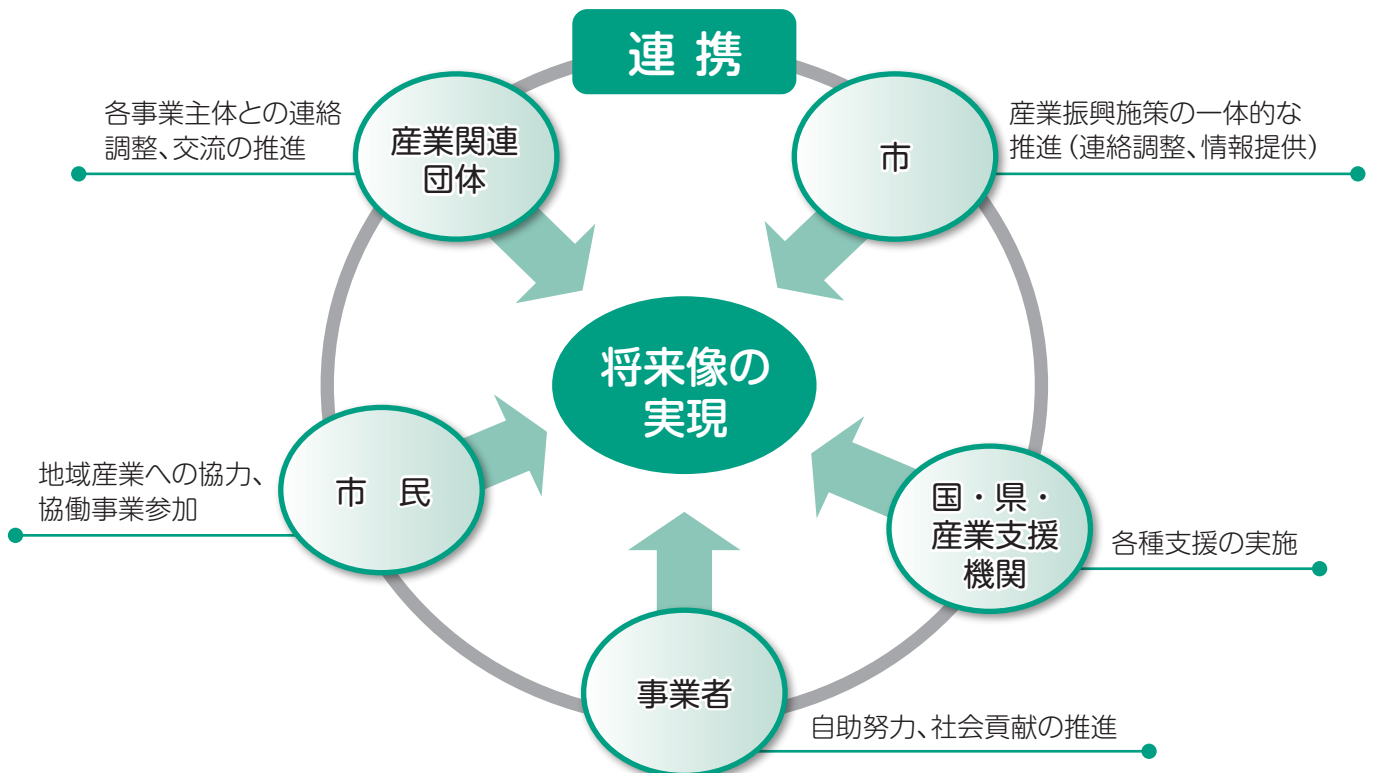 連 携
各事業主体との連絡
調整、交流の推進
産業関連
団体
市
産業振興施策の一体的な
推進（連絡調整、情報提供）
将来像の
実現
地域産業への協力、
協働事業参加
市　民
国・県・
産業支援
機関
各種支援の実施
事業者
自助努力、社会貢献の推進